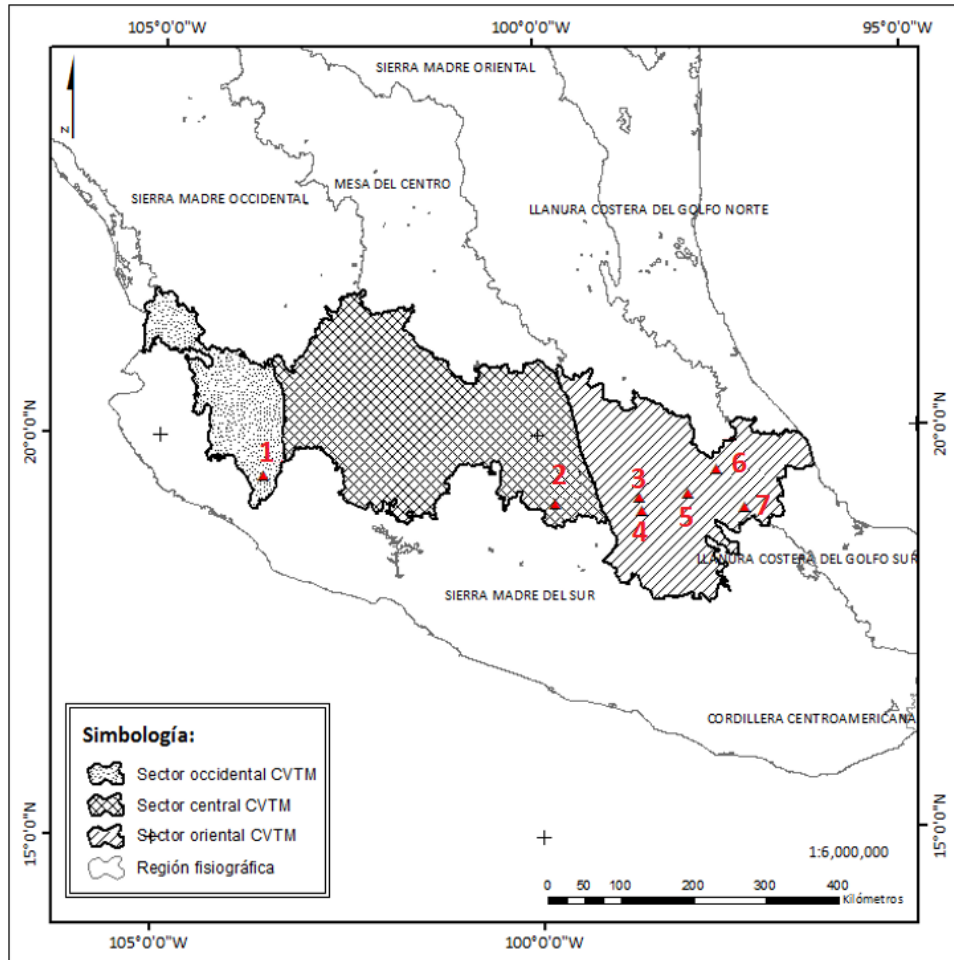 105°0'0"W
100°0'0"W
95°0'0"W
N
SIERRA MADRE ORIENTAL
MESA DEL CENTRO
SIERRA MADRE OCCIDENTAL
LLANURA COSTERA DEL GOLFO NORTE
20°0'0"N
20°0'0"N
1
2
3
4
5
6
7
LLANURA COSTERA DEL GOLFO SUR
SIERRA MADRE DEL SUR
CORDILLERA CENTROAMERICANA
Simbología:
Sector occidental CVTM
Sector central CVTM
Sector oriental CVTM
Región fisiográfica
15°0'0"N
15°0'0"N
1:6,000,000
0 50 100 200 300 400
Kilómetros
105°0'0"W
100°0'0"W